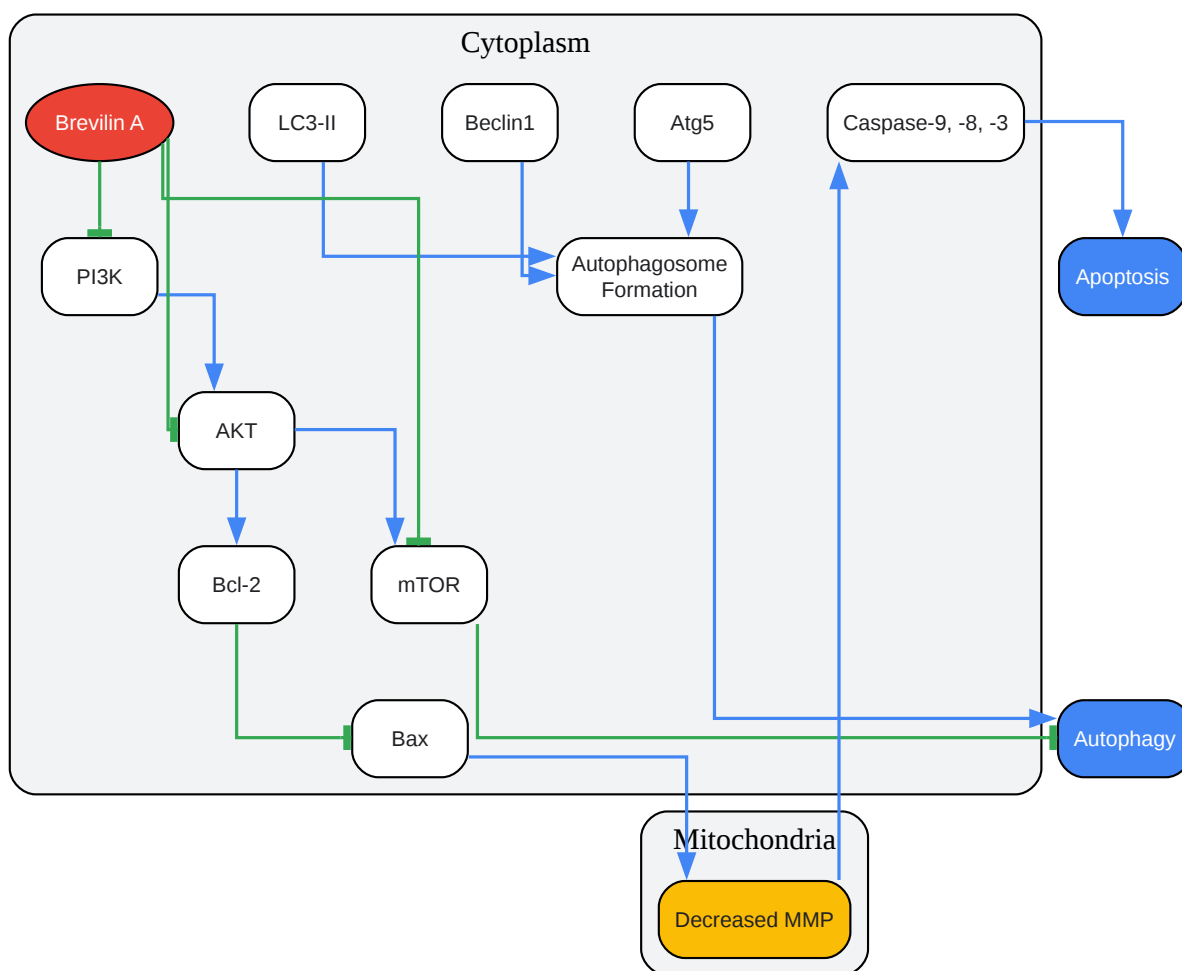 Cytoplasm
Brevilin A
LC3-II
Beclin1
Atg5
Caspase-9, -8, -3
PI3K
Autophagosome
Formation
Apoptosis
AKT
Bcl-2
mTOR
Bax
Autophagy
Mitochondria
Decreased MMP